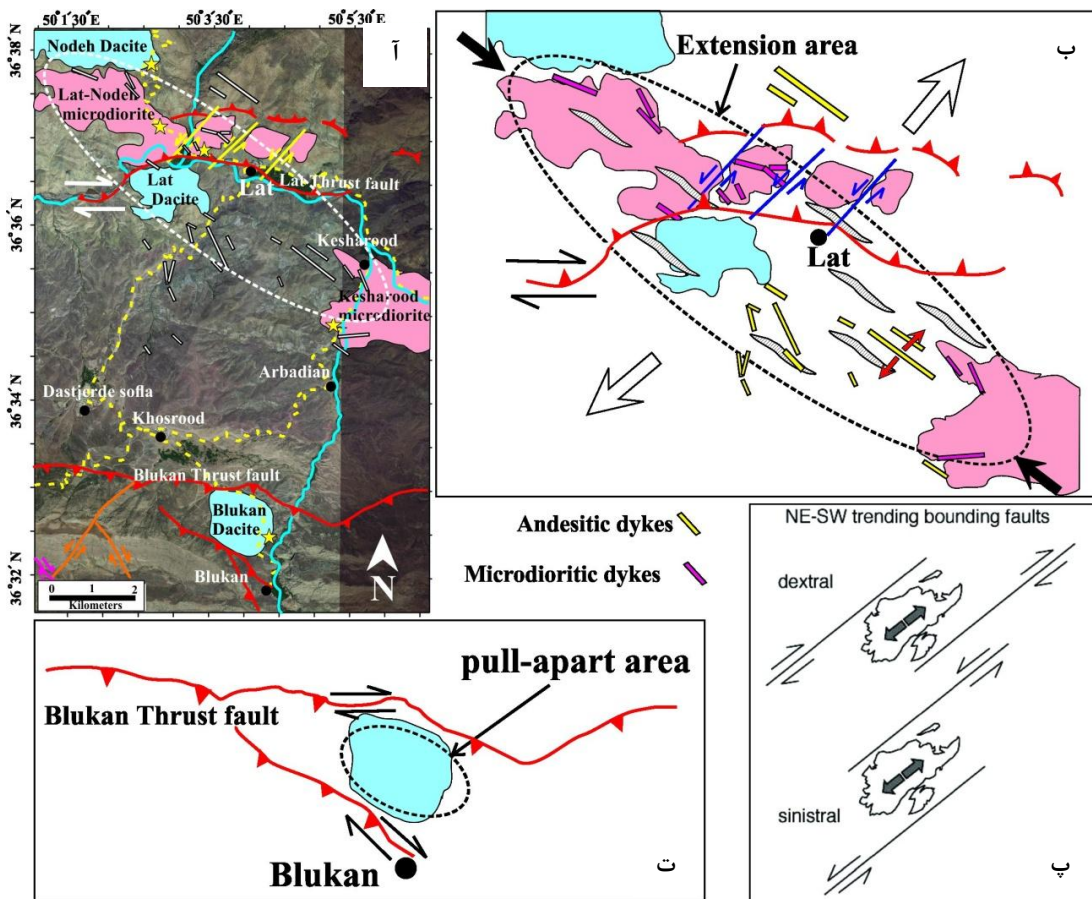 50°1'30"E
50°3'30 E
50°5'30 E
36°38' N
36°36' N
36°34' N
36°32' N
آ
Nodeh Dacite
Lat-Nodeh
microdiorite
Lat
Dacite
Lat
Lat Thrust fault
Kesharood
Kesharood
microdiorite
Arbadian
Dastjerde sofla
Khosrood
Blukan Thrust fault
Blukan
Dacite
Blukan
0 1 2
Kilometers
N
ب
Extension area
Lat
Andesitic dykes
Microdioritic dykes
NE-SW trending bounding faults
dextral
sinistral
پ
pull-apart area
Blukan Thrust fault
Blukan
ت